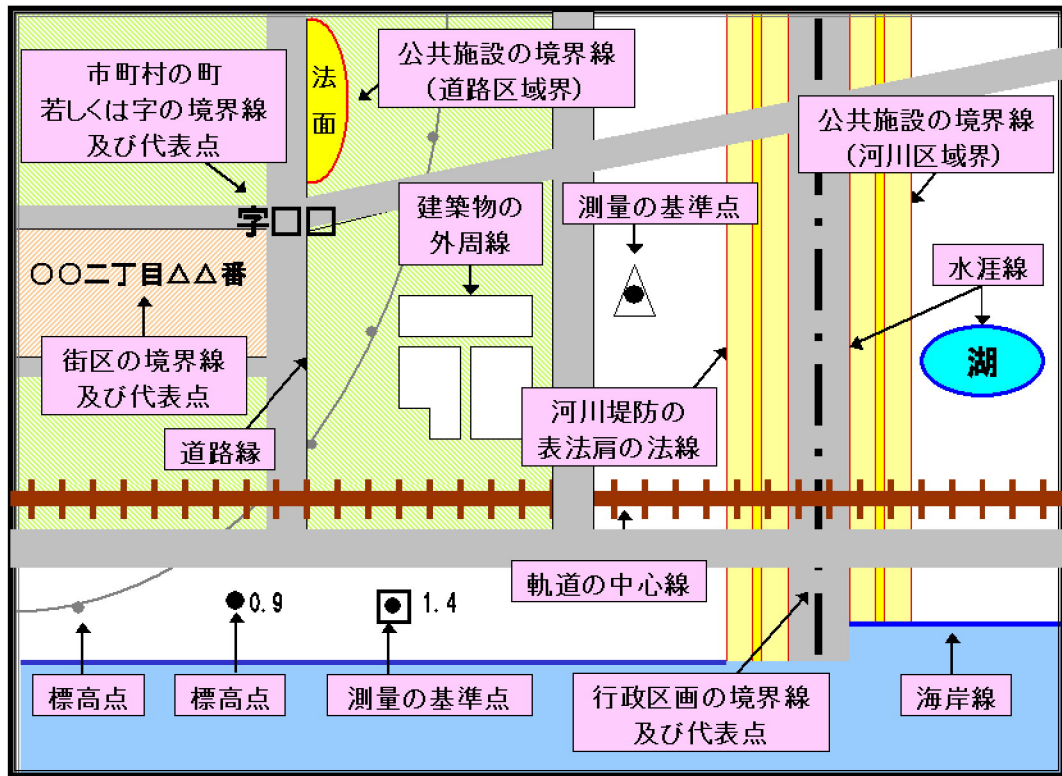 市町村の町
若しくは字の境界線
及び代表点
法
面
公共施設の境界線
（道路区域界）
公共施設の境界線
（河川区域界）
字□□
建築物の
外周線
測量の基準点
水涯線
〇〇二丁目△△番
湖
街区の境界線
及び代表点
道路縁
河川堤防の
表法肩の法線
軌道の中心線
0.9
1.4
標高点
標高点
測量の基準点
行政区画の境界線
及び代表点
海岸線